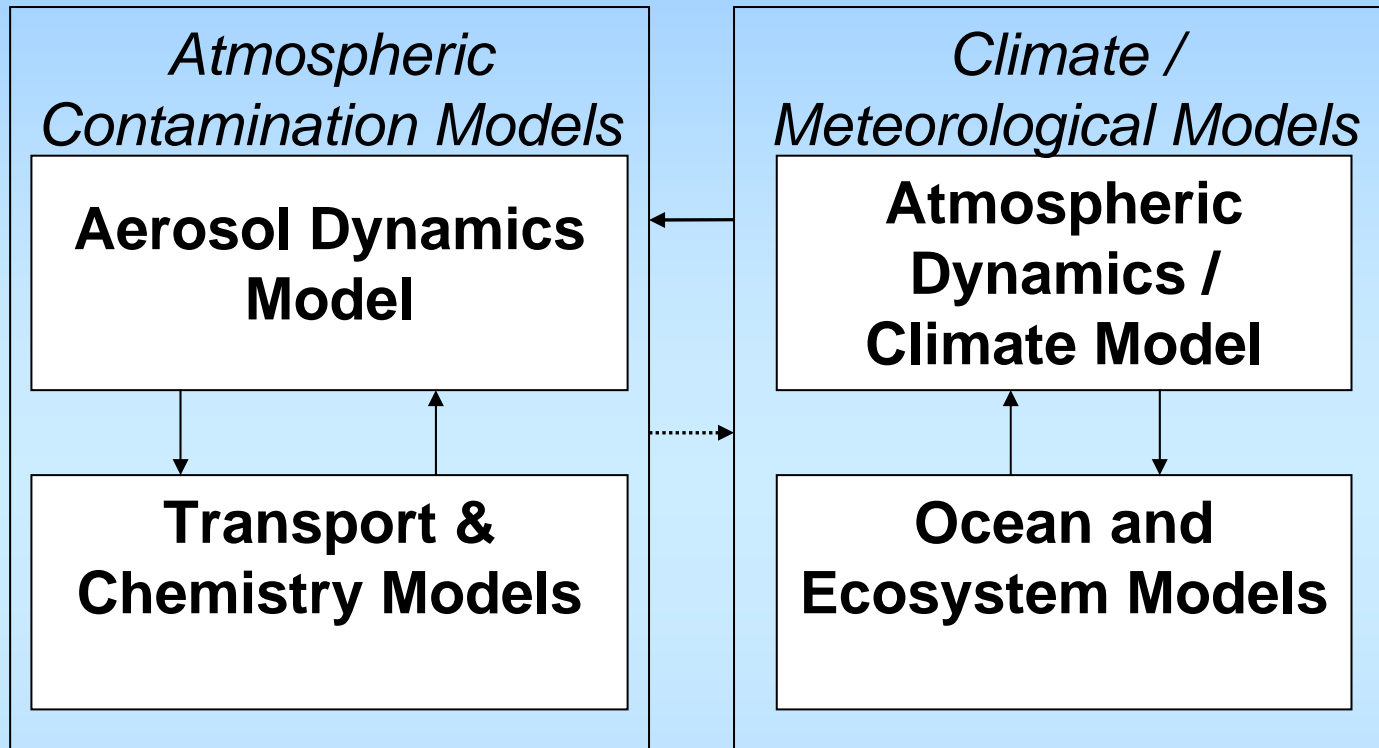 Atmospheric
Contamination Models
Aerosol Dynamics
Model
Transport &
Chemistry Models
Climate /
Meteorological Models
Atmospheric
Dynamics /
Climate Model
Ocean and
Ecosystem Models